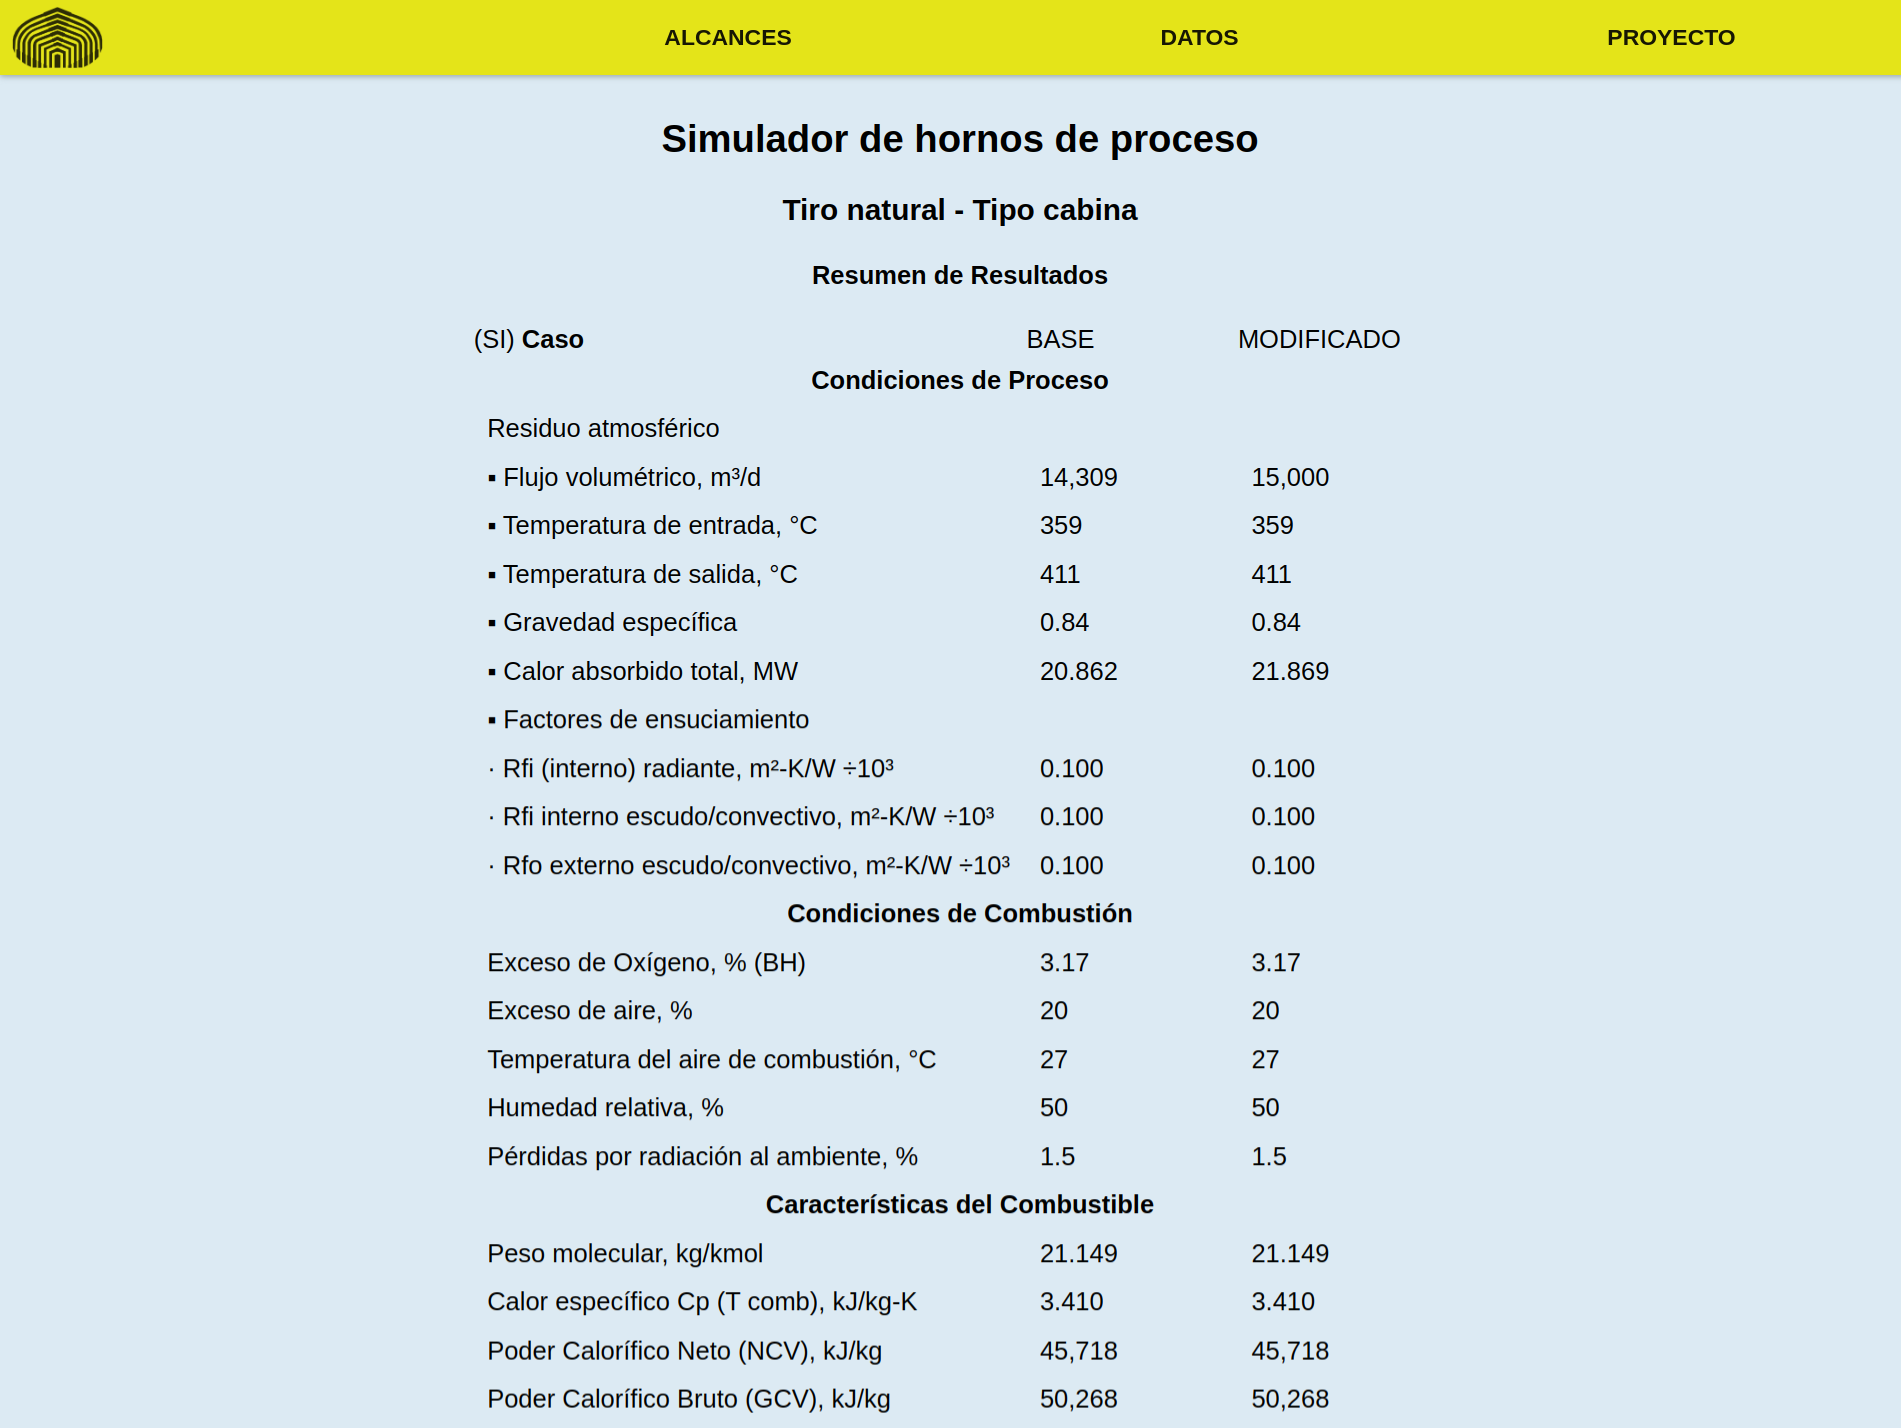 ALCANCES DATOS PROYECTO
Simulador de hornos de proceso
Tiro natural - Tipo cabina
Resumen de Resultados
(SI) Caso BASE MODIFICADO
Condiciones de Proceso
Residuo atmosférico
▪ Flujo volumétrico, m³/d 14,309 15,000
▪ Temperatura de entrada, °C 359 359
▪ Temperatura de salida, °C 411 411
▪ Gravedad específica 0.84 0.84
▪ Calor absorbido total, MW 20.862 21.869
▪ Factores de ensuciamiento
· Rfi (interno) radiante, m²-K/W ÷10³ 0.100 0.100
· Rfi interno escudo/convectivo, m²-K/W ÷10³ 0.100 0.100
· Rfo externo escudo/convectivo, m²-K/W ÷10³ 0.100 0.100
Condiciones de Combustión
Exceso de Oxígeno, % (BH) 3.17 3.17
Exceso de aire, % 20 20
Temperatura del aire de combustión, °C 27 27
Humedad relativa, % 50 50
Pérdidas por radiación al ambiente, % 1.5 1.5
Características del Combustible
Peso molecular, kg/kmol 21.149 21.149
Calor específico Cp (T comb), kJ/kg-K 3.410 3.410
Poder Calorífico Neto (NCV), kJ/kg 45,718 45,718
Poder Calorífico Bruto (GCV), kJ/kg 50,268 50,268